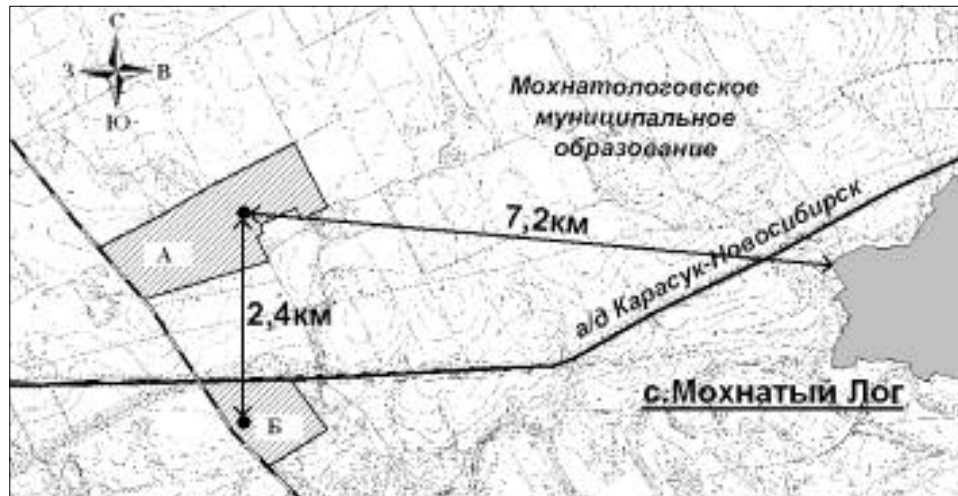 С
З В
Ю
Мохнатологовское
муниципальное
образование
7,2км
А
2,4км
а/д Карасук-Новосибирск
с.Мохнатый Лог
Б